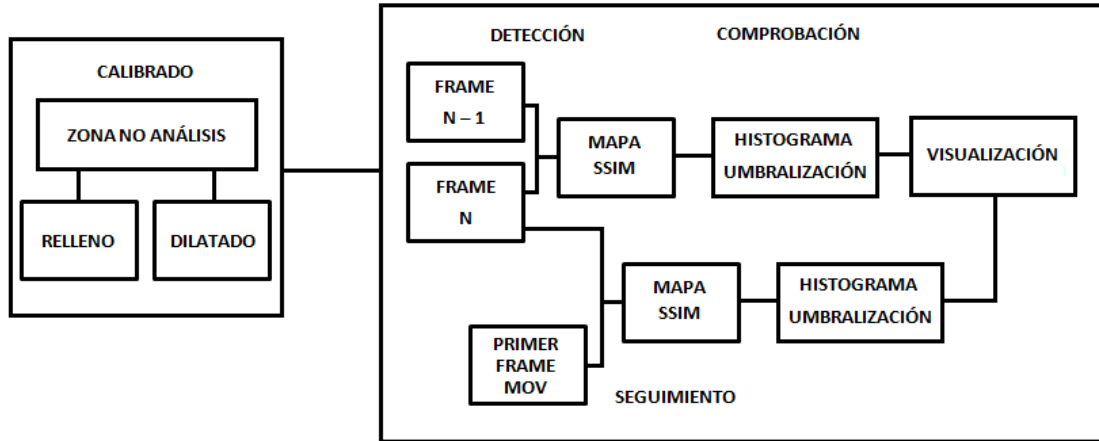 CALIBRADO
ZONA NO ANÁLISIS
RELLENO
DILATADO
DETECCIÓN
COMPROBACIÓN
FRAME
N – 1
FRAME
N
MAPA
SSIM
HISTOGRAMA
UMBRALIZACIÓN
VISUALIZACIÓN
PRIMER
FRAME
MOV
MAPA
SSIM
HISTOGRAMA
UMBRALIZACIÓN
SEGUIMIENTO